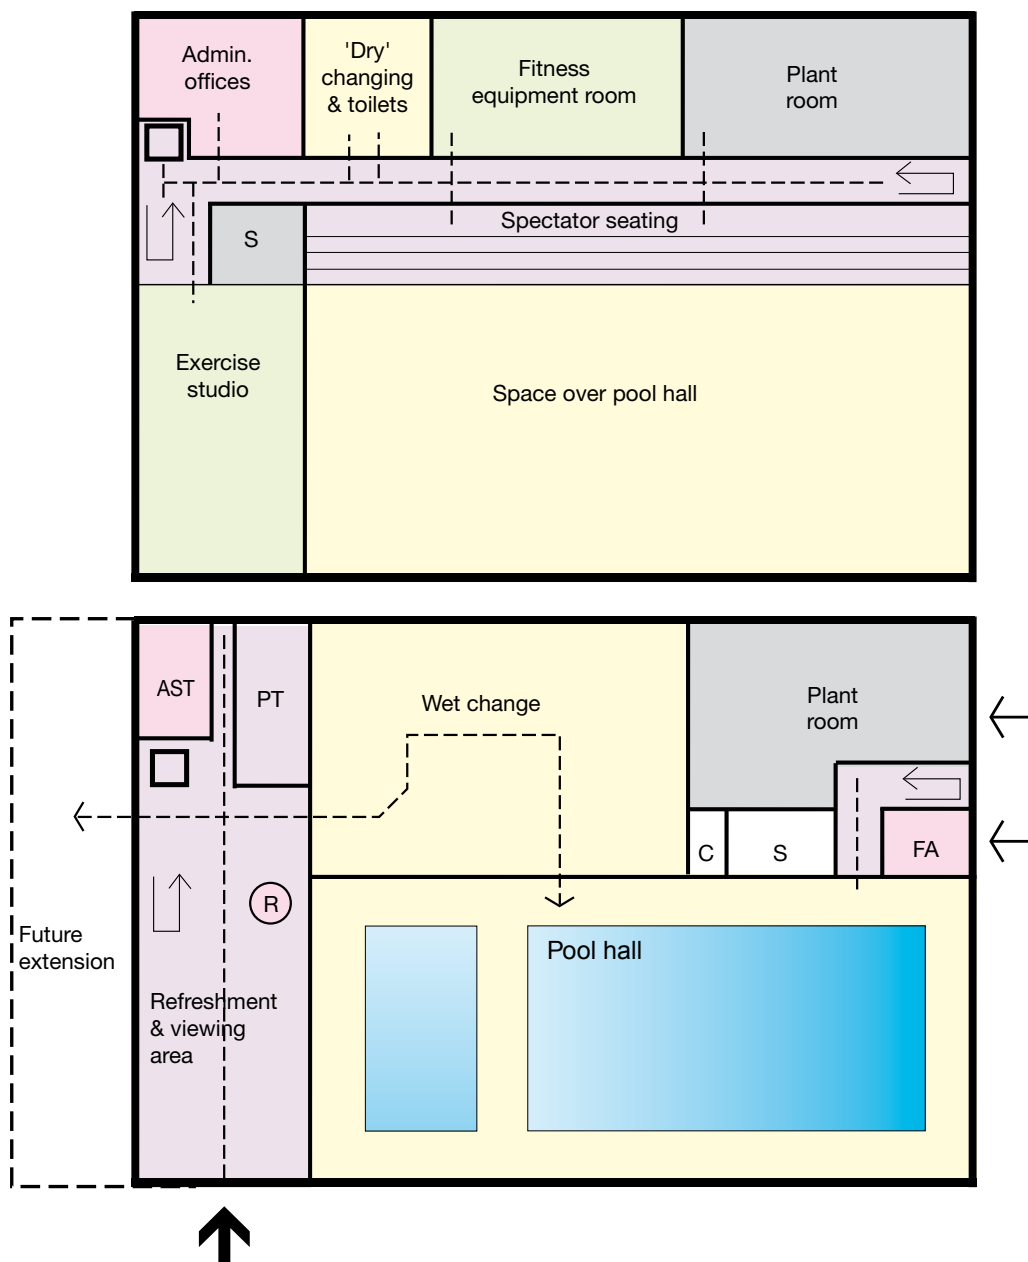 Admin.
offices
'Dry'
changing
& toilets
Fitness
equipment room
Plant
room
S
Spectator seating
Exercise
studio
Space over pool hall
AST
PT
Wet change
Plant
room
C
S
FA
R
Future
extension
Pool hall
Refreshment
& viewing
area